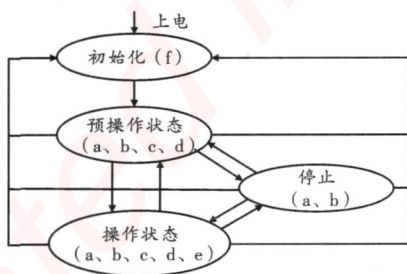 上电
初始化(f)
预操作状态
(a、b、c、d)
停止
(a、b)
操作状态
(a、b、c、d、e)